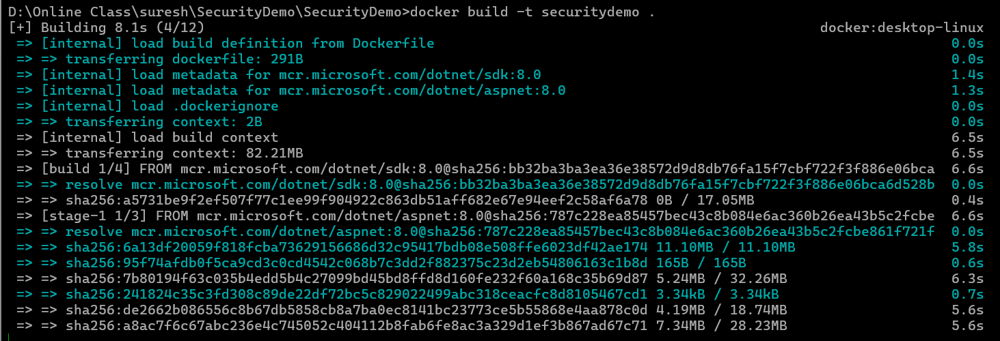 D:\Online Class\suresh\SecurityDemo\SecurityDemo>docker build -t securitydemo .
[+] Building 8.1s (4/12) docker:desktop-linux
=> [internal] load build definition from Dockerfile 0.0s
=> => transferring dockerfile: 291B 0.0s
=> [internal] load metadata for mcr.microsoft.com/dotnet/sdk:8.0 1.4s
=> [internal] load metadata for mcr.microsoft.com/dotnet/aspnet:8.0 1.3s
=> [internal] load .dockerignore 0.0s
=> => transferring context: 2B 0.0s
=> [internal] load build context 6.5s
=> => transferring context: 82.21MB 6.5s
=> [build 1/4] FROM mcr.microsoft.com/dotnet/sdk:8.0@sha256:bb32ba3ba3ea36e38572d9d8db76fa15f7cbf722f3f886e06bca 6.6s
=> => resolve mcr.microsoft.com/dotnet/sdk:8.0@sha256:bb32ba3ba3ea36e38572d9d8db76fa15f7cbf722f3f886e06bca6d528b 0.0s
=> => sha256:a5731be9f2ef507f77c1ee99f904922c863db51aff682e67e94eef2c58af6a78 0B / 17.05MB 0.4s
=> [stage-1 1/3] FROM mcr.microsoft.com/dotnet/aspnet:8.0@sha256:787c228ea85457bec43c8b084e6ac360b26ea43b5c2fcbe 6.6s
=> => resolve mcr.microsoft.com/dotnet/aspnet:8.0@sha256:787c228ea85457bec43c8b084e6ac360b26ea43b5c2fcbe861f721f 0.0s
=> => sha256:6a13df20059f818fcba73629156686d32c95417bdb08e508ffe6023df42ae174 11.10MB / 11.10MB 5.8s
=> => sha256:95f74afdb0f5ca9cd3c0cd4542c068b7c3dd2f882375c23d2eb54806163c1b8d 165B / 165B 0.6s
=> => sha256:7b80194f63c035b4edd5b4c27099bd45bd8ffd8d160fe232f60a168c35b69d87 5.24MB / 32.26MB 6.3s
=> => sha256:241824c35c3fd308c89de22df72bc5c829022499abc318ceacfc8d8105467cd1 3.34kB / 3.34kB 0.7s
=> => sha256:de2662b086556c8b67db5858cb8a7ba0ec8141bc23773ce5b55868e4aa878c0d 4.19MB / 18.74MB 5.6s
=> => sha256:a8ac7f6c67abc236e4c745052c404112b8fab6fe8ac3a329d1ef3b867ad67c71 7.34MB / 28.23MB 5.6s